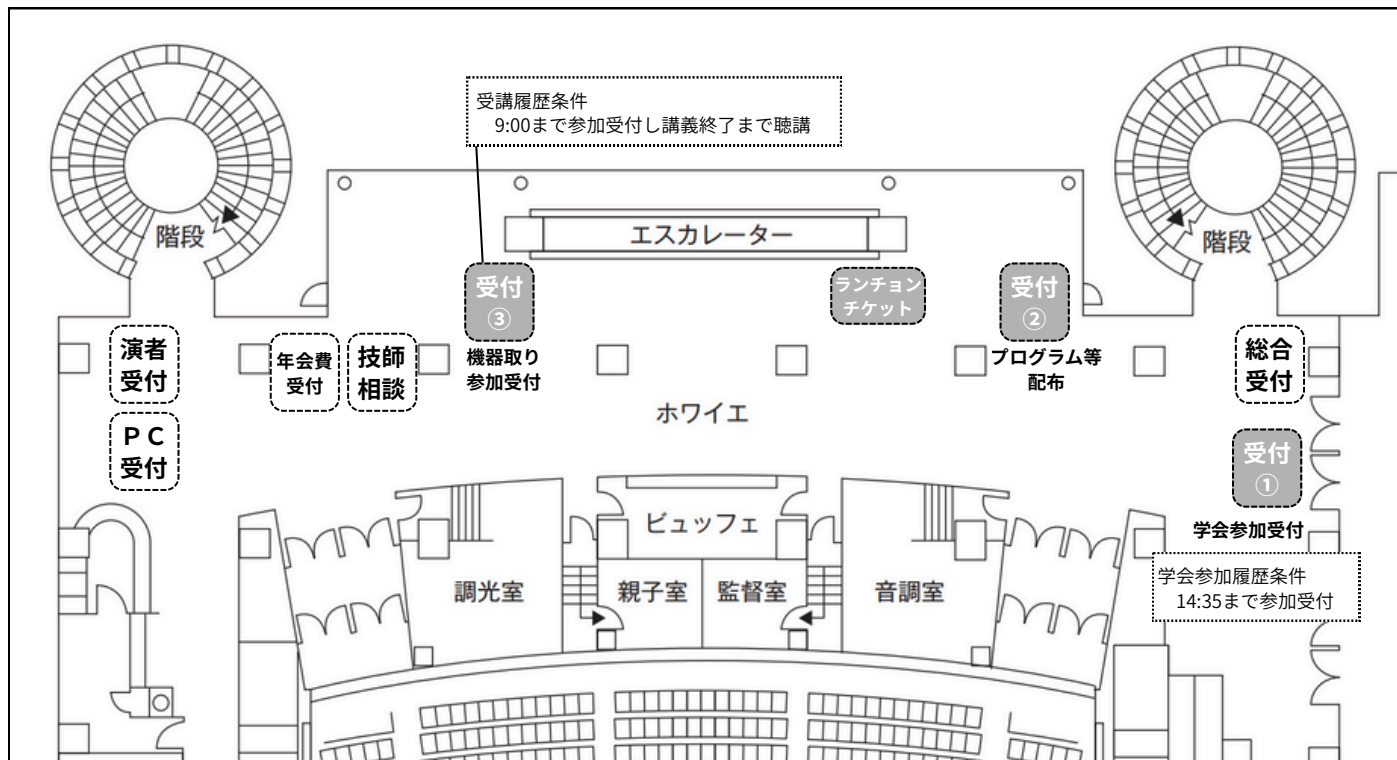 受講履歴条件
9:00まで参加受付し講義終了まで聴講
階段
エスカレーター
階段
受付
③
ランチョン
チケット
受付
②
演者
受付
年会費
受付
技師
相談
機器取り
参加受付
プログラム等
配布
総合
受付
ホワイエ
ＰＣ
受付
受付
①
ビュッフェ
学会参加受付
調光室
親子室
監督室
音調室
学会参加履歴条件
14:35まで参加受付